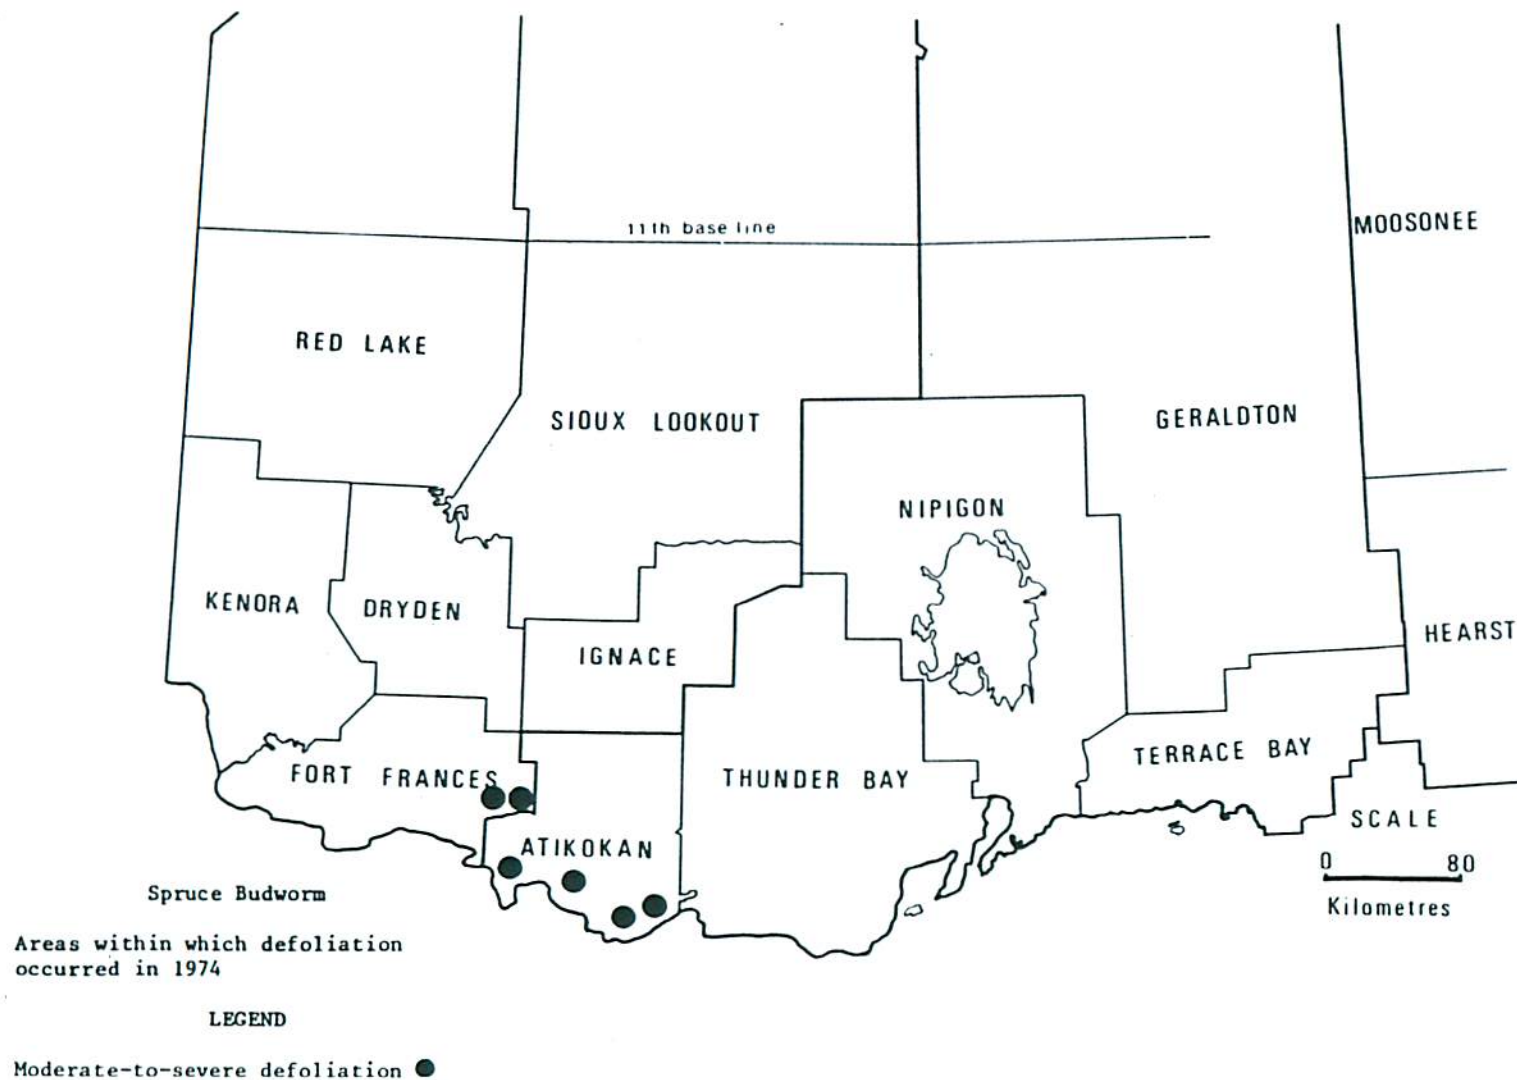 11th base line
MOOSONEE
RED LAKE
SIOUX LOOKOUT
GERALDTON
NIPIGON
KENORA
DRYDEN
IGNACE
HEARST
FORT FRANCES
THUNDER BAY
TERRACE BAY
ATIKOKAN
SCALE
0 80
Kilometres
Spruce Budworm
Areas within which defoliation
occurred in 1974
LEGEND
Moderate-to-severe defoliation